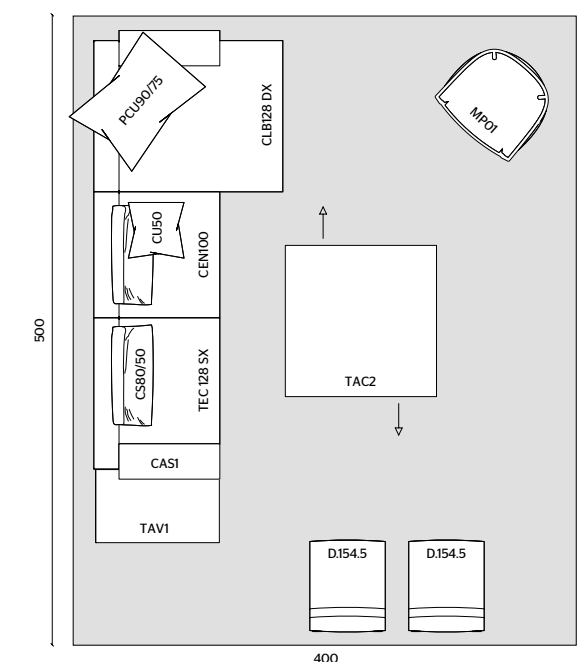 PCU90/75
CLB128 DX
MP01
CU50
CEN100
500
CS80/50
TEC 128 SX
TAC2
CAS1
TAV1
D.154.5
D.154.5
400